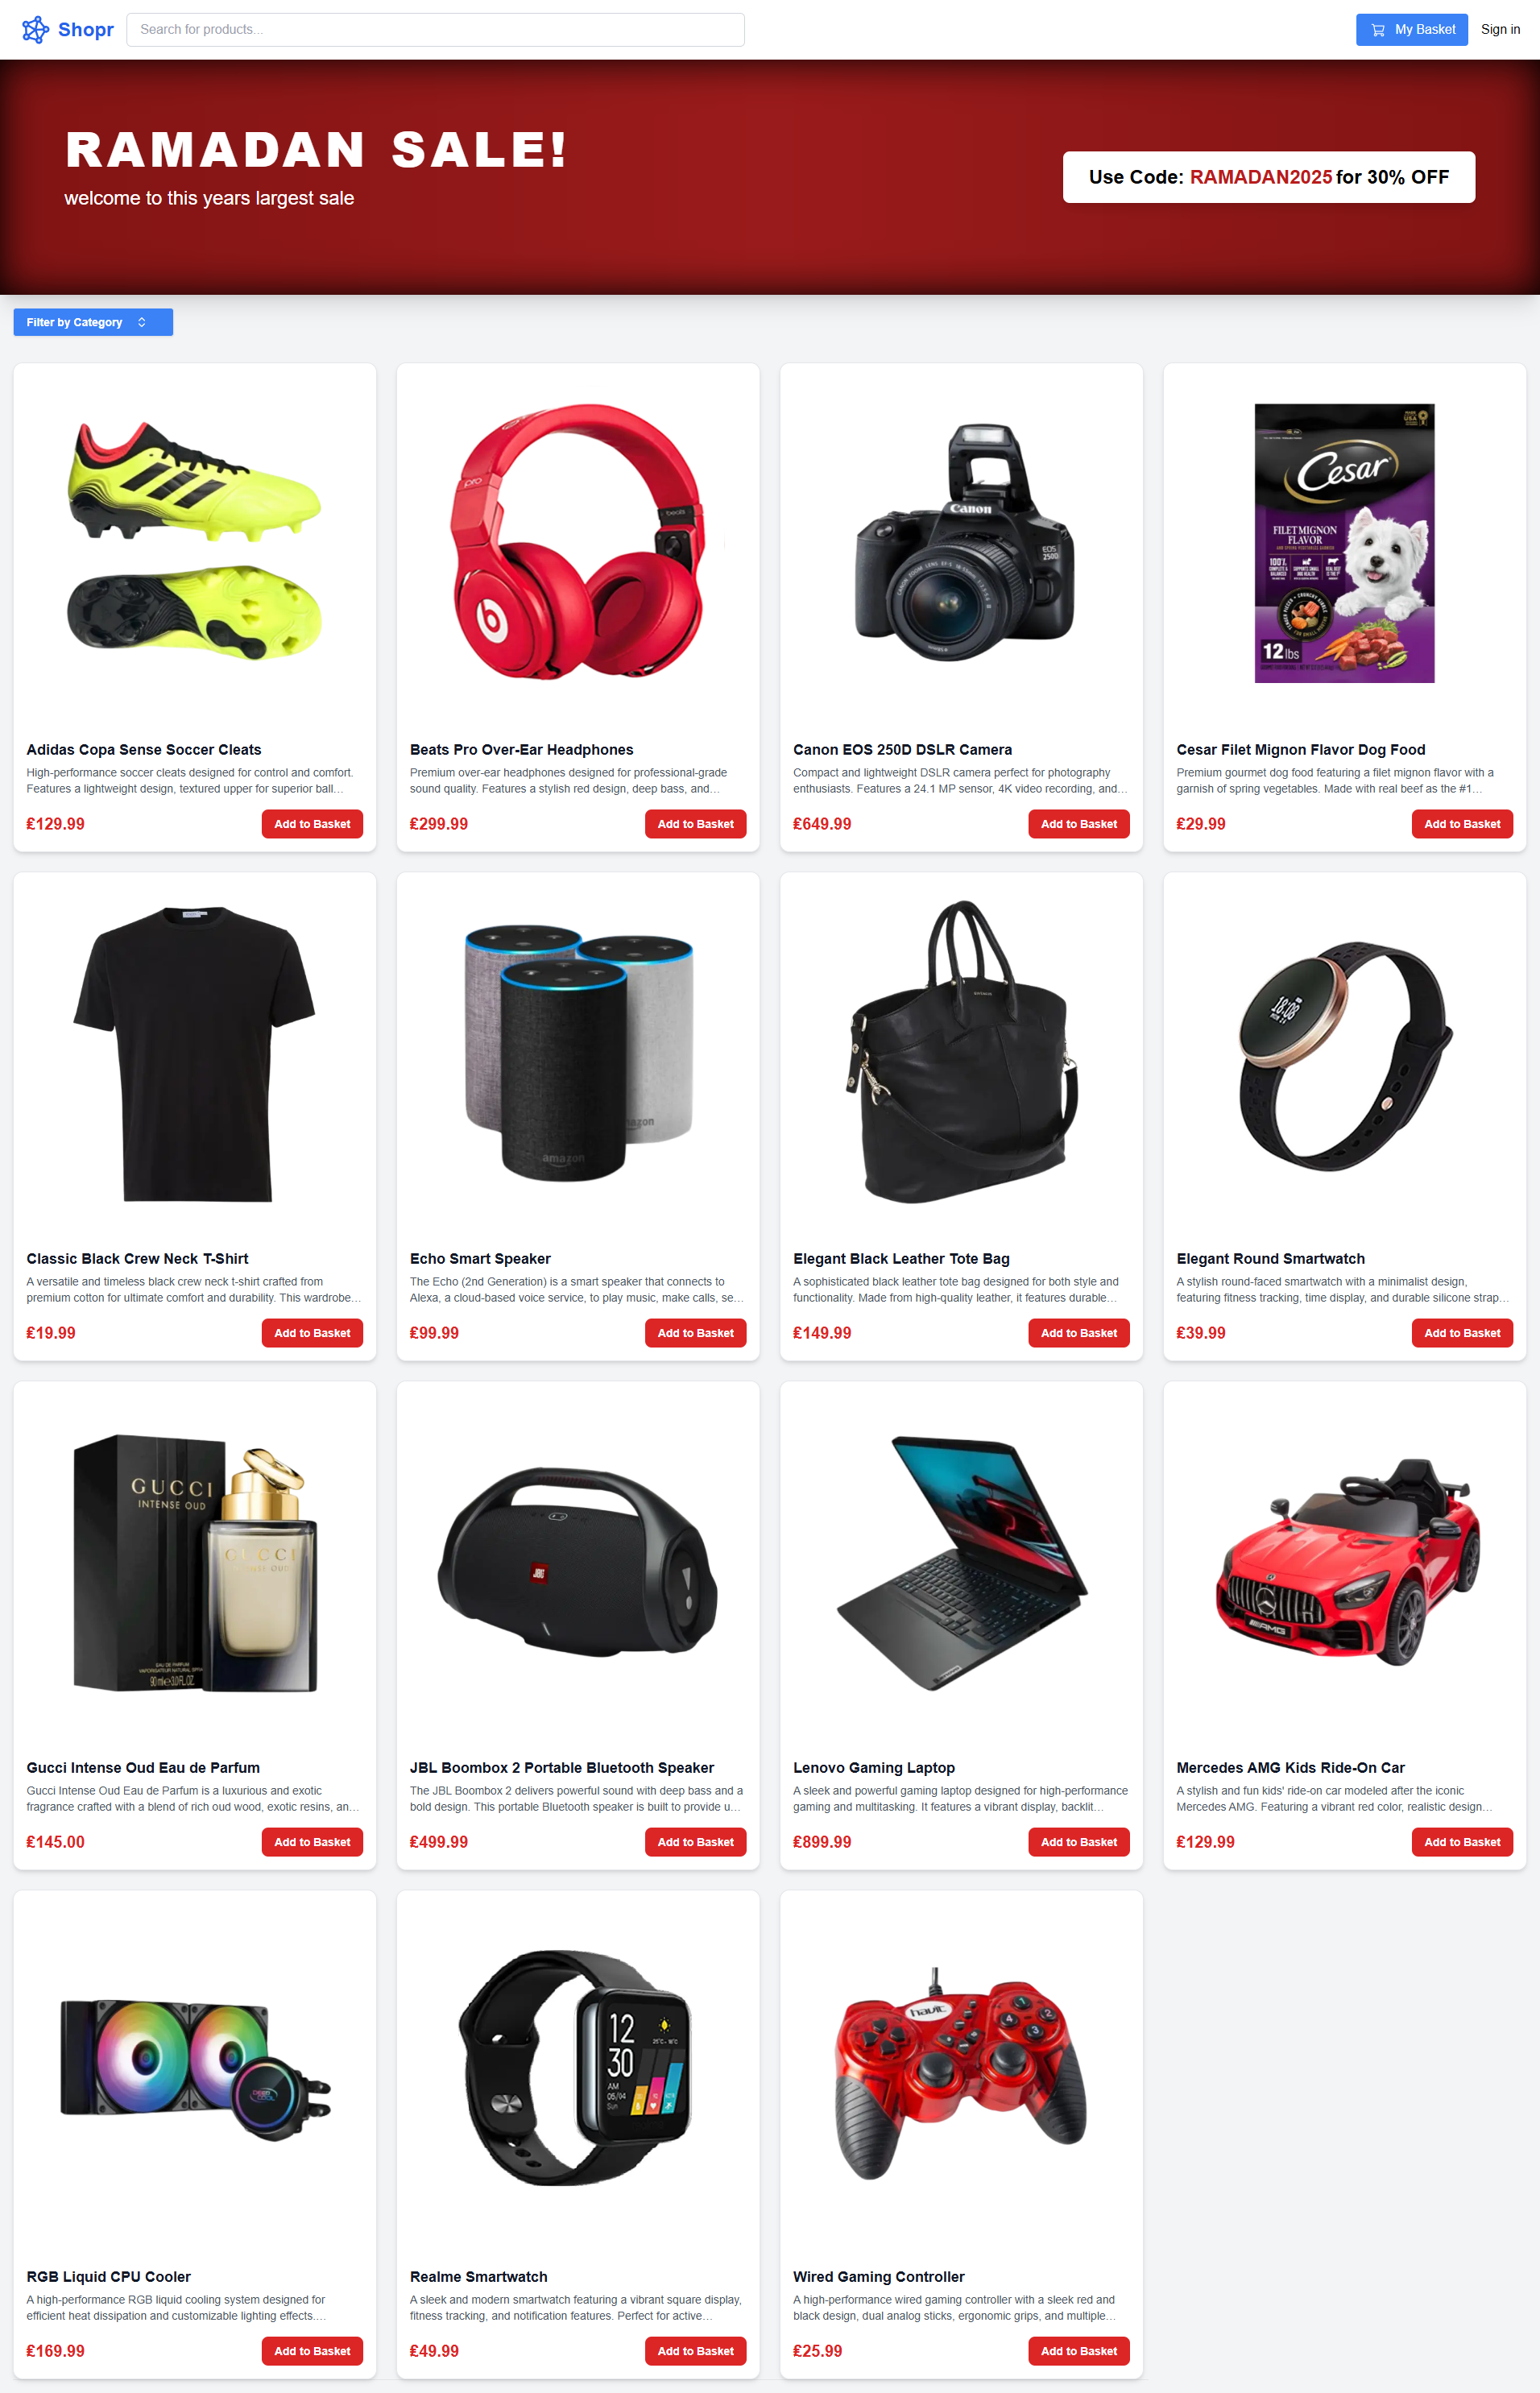 Shopr
Search for products...
My Basket
Sign in
RAMADAN SALE!
welcome to this years largest sale
Use Code: RAMADAN2025 for 30% OFF
Filter by Category
pro
beats
Canon
EOS
250D
Cesar
FILET MIGNON
FLAVOR
12 lbs
Adidas Copa Sense Soccer Cleats
High-performance soccer cleats designed for control and comfort.
Features a lightweight design, textured upper for superior ball...
£129.99
Add to Basket
Beats Pro Over-Ear Headphones
Premium over-ear headphones designed for professional-grade
sound quality. Features a stylish red design, deep bass, and...
£299.99
Add to Basket
Canon EOS 250D DSLR Camera
Compact and lightweight DSLR camera perfect for photography
enthusiasts. Features a 24.1 MP sensor, 4K video recording, and...
£649.99
Add to Basket
Cesar Filet Mignon Flavor Dog Food
Premium gourmet dog food featuring a filet mignon flavor with a
garnish of spring vegetables. Made with real beef as the #1...
£29.99
Add to Basket
amazon
18:08
Classic Black Crew Neck T-Shirt
A versatile and timeless black crew neck t-shirt crafted from
premium cotton for ultimate comfort and durability. This wardrobe...
£19.99
Add to Basket
Echo Smart Speaker
The Echo (2nd Generation) is a smart speaker that connects to
Alexa, a cloud-based voice service, to play music, make calls, se...
£99.99
Add to Basket
Elegant Black Leather Tote Bag
A sophisticated black leather tote bag designed for both style and
functionality. Made from high-quality leather, it features durable...
£149.99
Add to Basket
Elegant Round Smartwatch
A stylish round-faced smartwatch with a minimalist design,
featuring fitness tracking, time display, and durable silicone strap...
£39.99
Add to Basket
GUCCI
INTENSE OUD
GUCCI
JBL
AMG
Gucci Intense Oud Eau de Parfum
Gucci Intense Oud Eau de Parfum is a luxurious and exotic
fragrance crafted with a blend of rich oud wood, exotic resins, an...
£145.00
Add to Basket
JBL Boombox 2 Portable Bluetooth Speaker
The JBL Boombox 2 delivers powerful sound with deep bass and a
bold design. This portable Bluetooth speaker is built to provide u...
£499.99
Add to Basket
Lenovo Gaming Laptop
A sleek and powerful gaming laptop designed for high-performance
gaming and multitasking. It features a vibrant display, backlit...
£899.99
Add to Basket
Mercedes AMG Kids Ride-On Car
A stylish and fun kids' ride-on car modeled after the iconic
Mercedes AMG. Featuring a vibrant red color, realistic design...
£129.99
Add to Basket
12
30
AM
05/04
Sun
havit
1
2
4
3
RGB Liquid CPU Cooler
A high-performance RGB liquid cooling system designed for
efficient heat dissipation and customizable lighting effects....
£169.99
Add to Basket
Realme Smartwatch
A sleek and modern smartwatch featuring a vibrant square display,
fitness tracking, and notification features. Perfect for active...
£49.99
Add to Basket
Wired Gaming Controller
A high-performance wired gaming controller with a sleek red and
black design, dual analog sticks, ergonomic grips, and multiple...
£25.99
Add to Basket